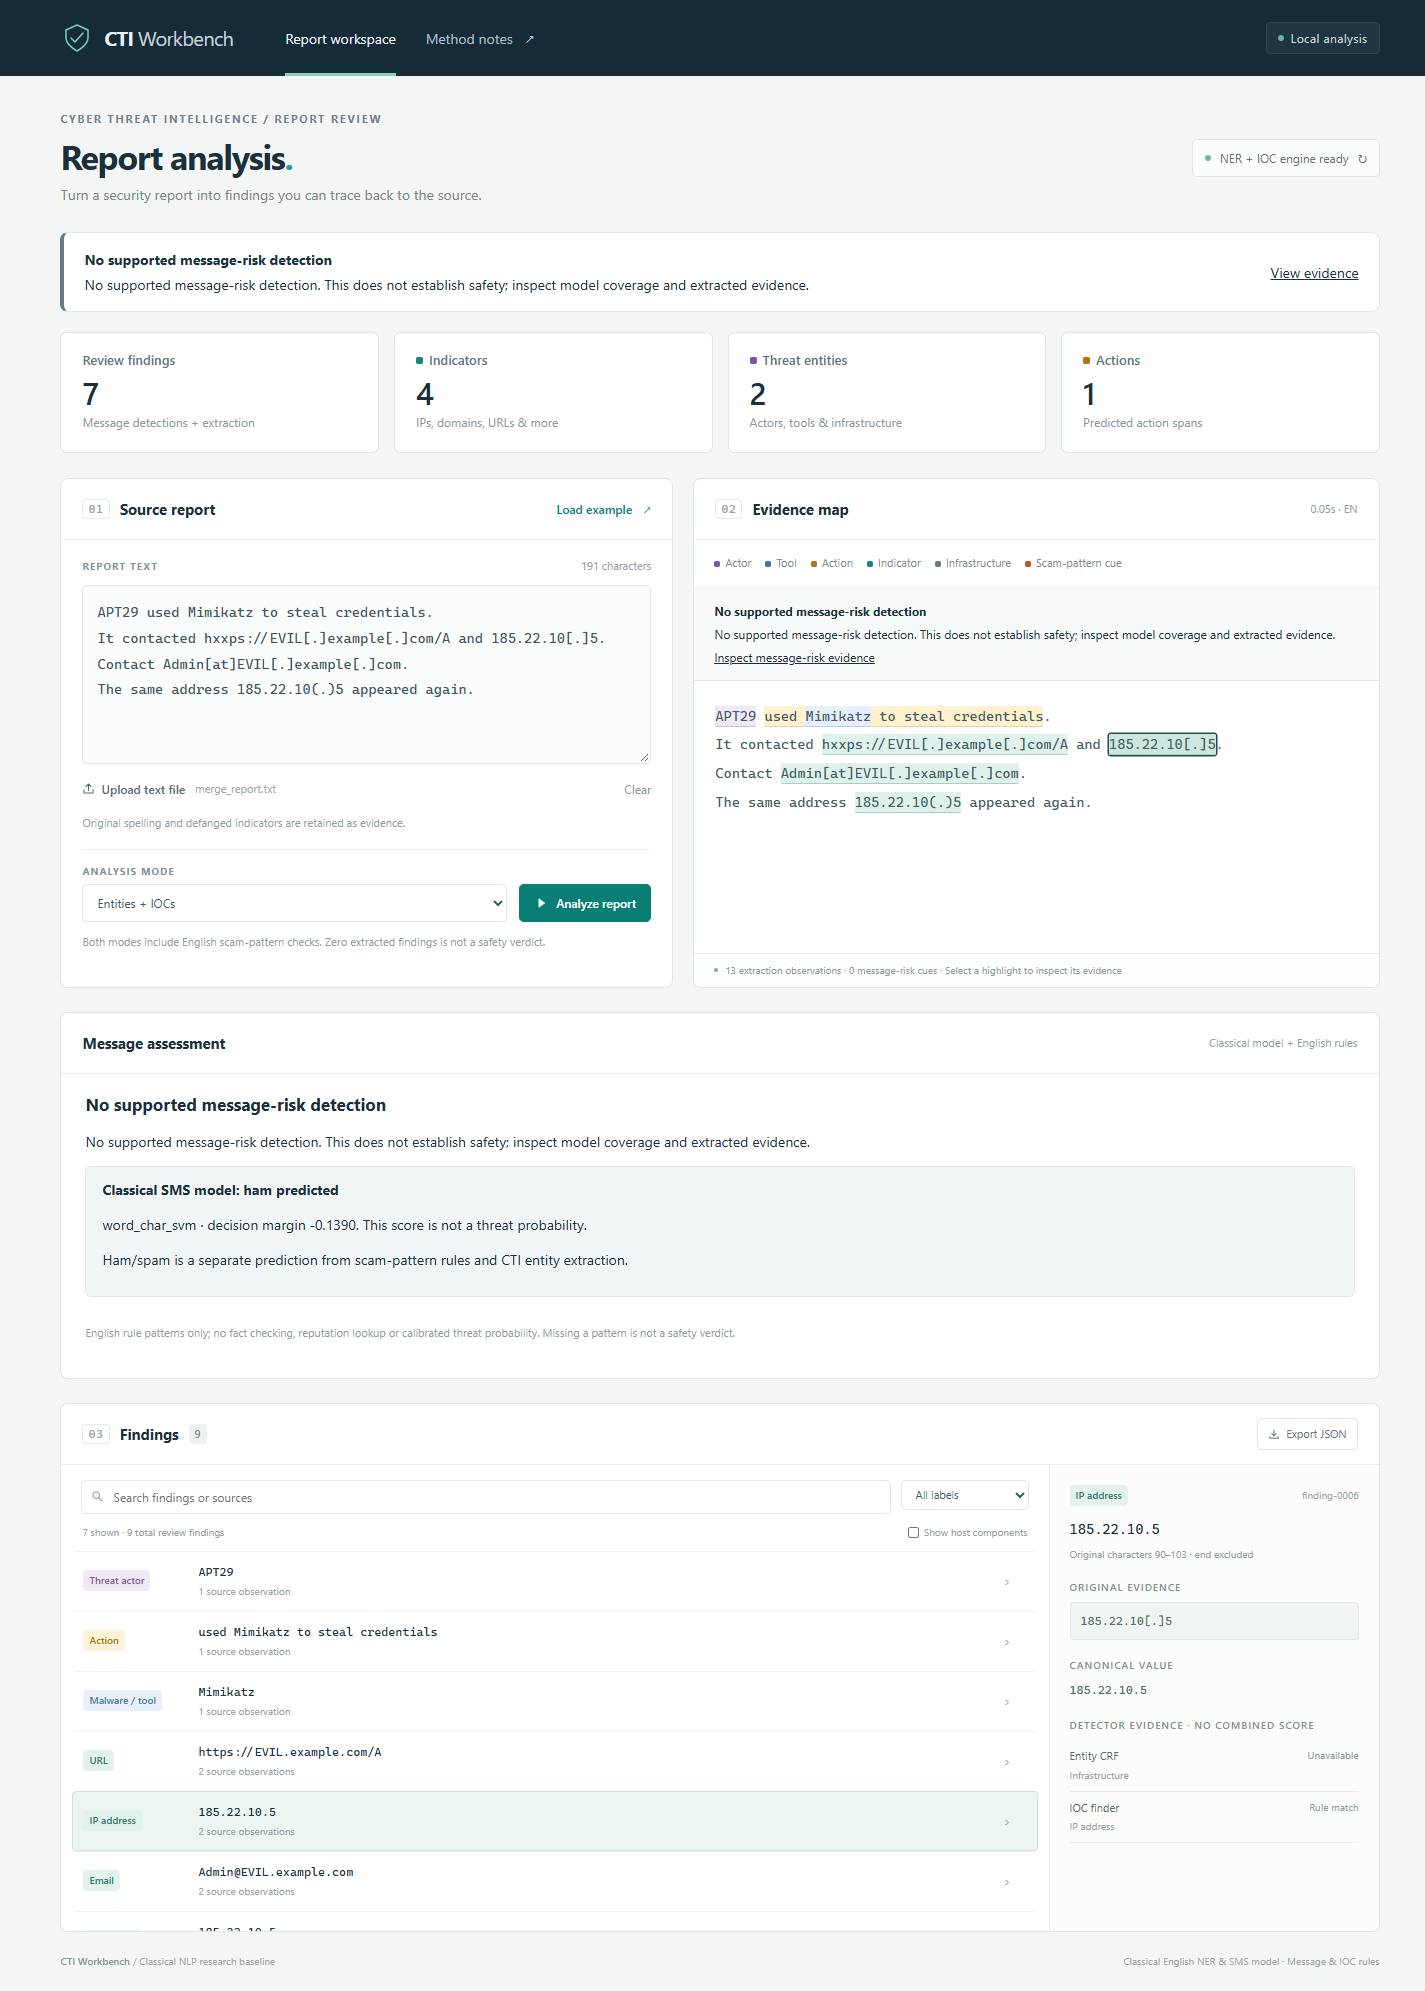 CTI Workbench
Report workspace
Method notes ↗
Local analysis
CYBER THREAT INTELLIGENCE / REPORT REVIEW
Report analysis.
Turn a security report into findings you can trace back to the source.
NER + IOC engine ready ↻
No supported message-risk detection
No supported message-risk detection. This does not establish safety; inspect model coverage and extracted evidence.
View evidence
Review findings
7
Message detections + extraction
Indicators
4
IPs, domains, URLs & more
Threat entities
2
Actors, tools & infrastructure
Actions
1
Predicted action spans
01 Source report
Load example ↗
REPORT TEXT
191 characters
APT29 used Mimikatz to steal credentials.
It contacted hxxps://EVIL[.]example[.]com/A and 185.22.10[.]5.
Contact Admin[at]EVIL[.]example[.]com.
The same address 185.22.10(.)5 appeared again.
Upload text file merge_report.txt
Clear
Original spelling and defanged indicators are retained as evidence.
ANALYSIS MODE
Entities + IOCs
Analyze report
Both modes include English scam-pattern checks. Zero extracted findings is not a safety verdict.
02 Evidence map
0.05s · EN
Actor Tool Action Indicator Infrastructure Scam-pattern cue
No supported message-risk detection
No supported message-risk detection. This does not establish safety; inspect model coverage and extracted evidence.
Inspect message-risk evidence
APT29 used Mimikatz to steal credentials.
It contacted hxxps://EVIL[.]example[.]com/A and 185.22.10[.]5.
Contact Admin[at]EVIL[.]example[.]com.
The same address 185.22.10(.)5 appeared again.
13 extraction observations · 0 message-risk cues · Select a highlight to inspect its evidence
Message assessment
Classical model + English rules
No supported message-risk detection
No supported message-risk detection. This does not establish safety; inspect model coverage and extracted evidence.
Classical SMS model: ham predicted
word_char_svm · decision margin -0.1390. This score is not a threat probability.
Ham/spam is a separate prediction from scam-pattern rules and CTI entity extraction.
English rule patterns only; no fact checking, reputation lookup or calibrated threat probability. Missing a pattern is not a safety verdict.
03 Findings 9
Export JSON
Search findings or sources
All labels
7 shown · 9 total review findings
Show host components
Threat actor
APT29
1 source observation
Action
used Mimikatz to steal credentials
1 source observation
Malware / tool
Mimikatz
1 source observation
URL
https://EVIL.example.com/A
2 source observations
IP address
185.22.10.5
2 source observations
Email
Admin@EVIL.example.com
2 source observations
185.22.10.5
IP address
finding-0006
185.22.10.5
Original characters 90–103 · end excluded
ORIGINAL EVIDENCE
185.22.10[.]5
CANONICAL VALUE
185.22.10.5
DETECTOR EVIDENCE · NO COMBINED SCORE
Entity CRF
Unavailable
Infrastructure
IOC finder
Rule match
IP address
CTI Workbench / Classical NLP research baseline
Classical English NER & SMS model · Message & IOC rules